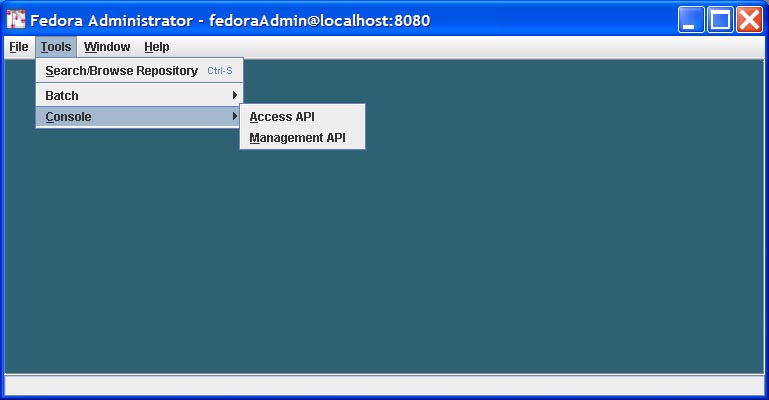 Fedora Administrator - fedoraAdmin@localhost:8080
File Tools Window Help
Search/Browse Repository Ctrl-S
Batch
Console
Access API
Management API